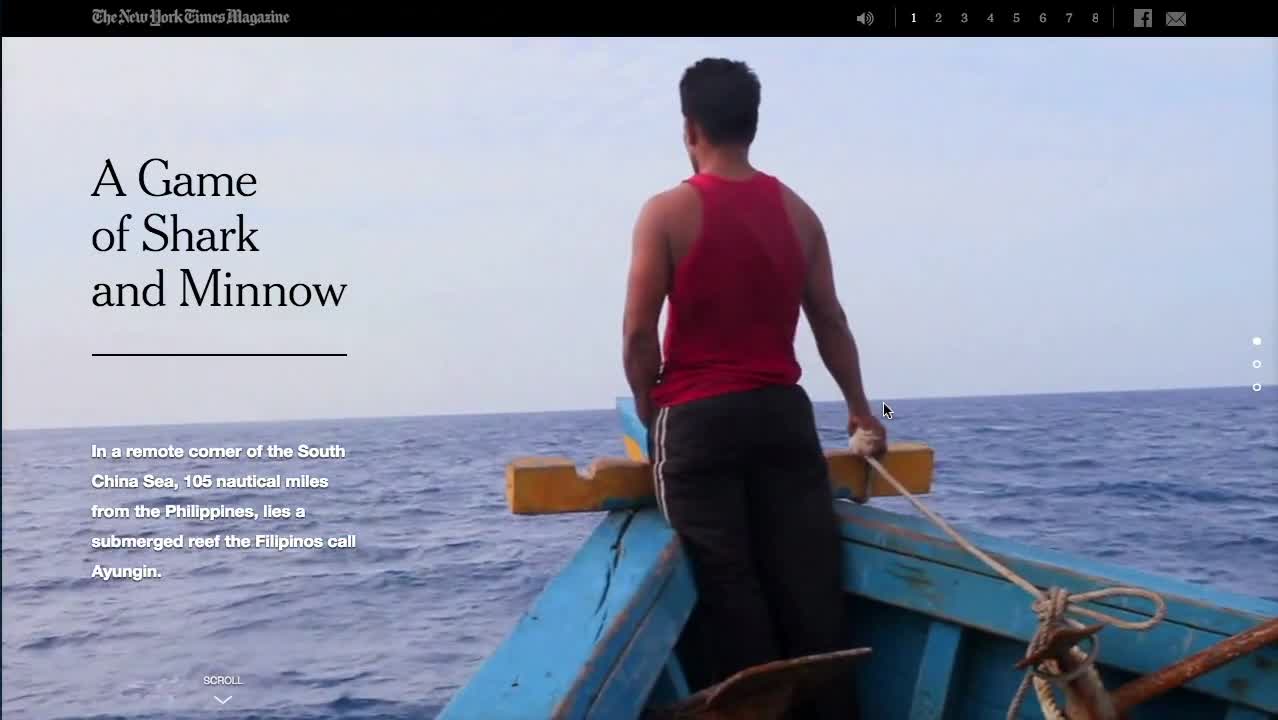 The New York Times Magazine
1 2 3 4 5 6 7 8
A Game
of Shark
and Minnow
In a remote corner of the South
China Sea, 105 nautical miles
from the Philippines, lies a
submerged reef the Filipinos call
Ayungin.
SCROLL